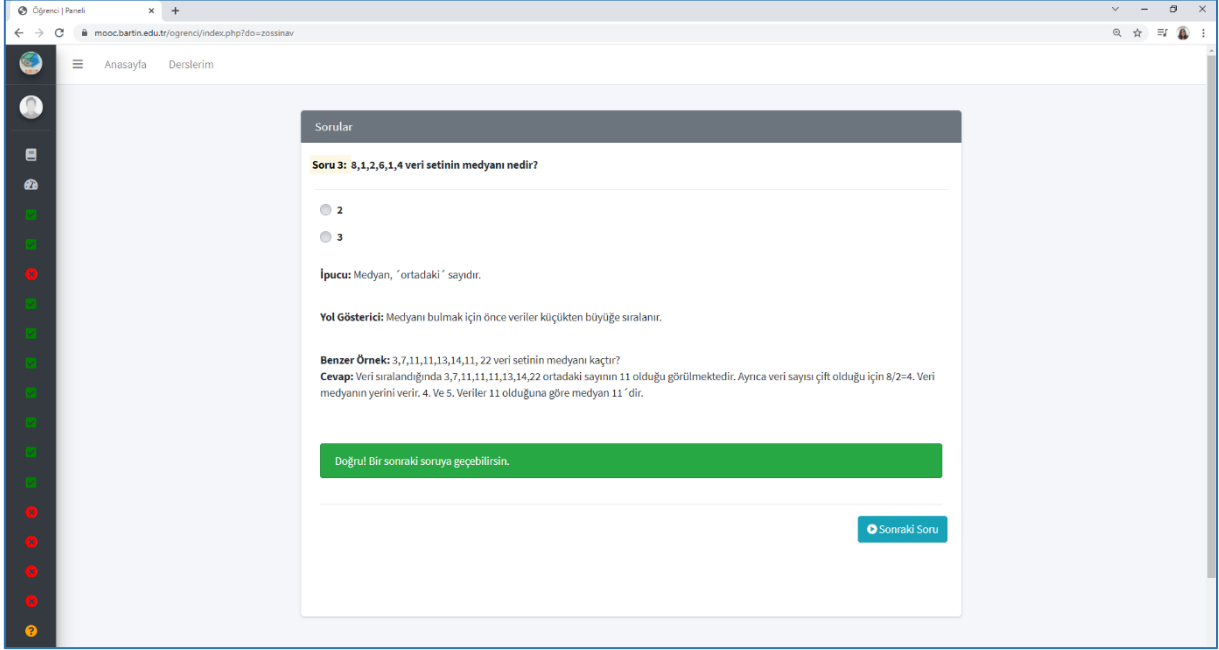 Öğrenci | Paneli
mooc.bartin.edu.tr/ogrenci/index.php?do=zossinav
Anasayfa Derslerim
Sorular
Soru 3: 8,1,2,6,1,4 veri setinin medyanı nedir?
2
3
İpucu: Medyan, ´ortadaki´ sayıdır.
Yol Gösterici: Medyanı bulmak için önce veriler küçükten büyüğe sıralanır.
Benzer Örnek: 3,7,11,11,13,14,11, 22 veri setinin medyanı kaçtır?
Cevap: Veri sıralandığında 3,7,11,11,11,13,14,22 ortadaki sayının 11 olduğu görülmektedir. Ayrıca veri sayısı çift olduğu için 8/2=4. Veri
medyanın yerini verir. 4. Ve 5. Veriler 11 olduğuna göre medyan 11´dir.
Doğru! Bir sonraki soruya geçebilirsin.
Sonraki Soru